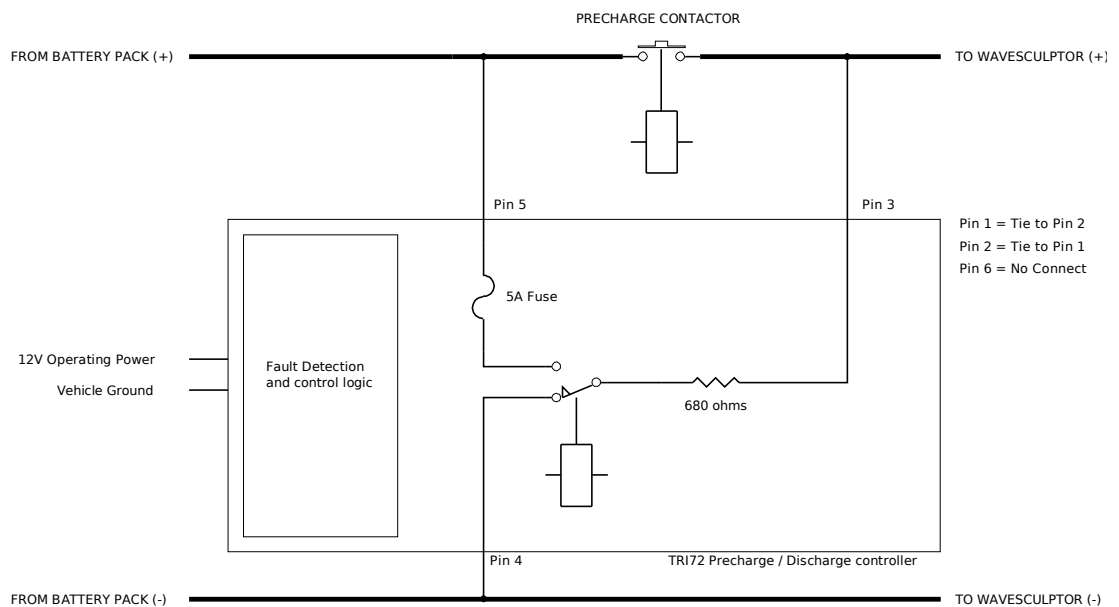 PRECHARGE CONTACTOR
FROM BATTERY PACK (+)
TO WAVESCULPTOR (+)
Pin 5
Pin 3
Pin 1 = Tie to Pin 2
Pin 2 = Tie to Pin 1
Pin 6 = No Connect
5A Fuse
12V Operating Power
Vehicle Ground
Fault Detection
and control logic
680 ohms
Pin 4
TRI72 Precharge / Discharge controller
FROM BATTERY PACK (-)
TO WAVESCULPTOR (-)